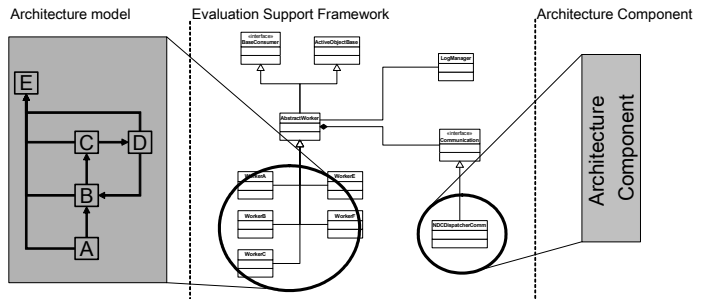 Architecture model
Evaluation Support Framework
Architecture Component
E
C
D
B
A
«interface»
BaseConsumer
ActiveObjectBase
LogManager
AbstractWorker
«interface»
Communication
WorkerA
WorkerE
WorkerB
WorkerF
WorkerC
NDCDispatcherComm
Architecture
Component